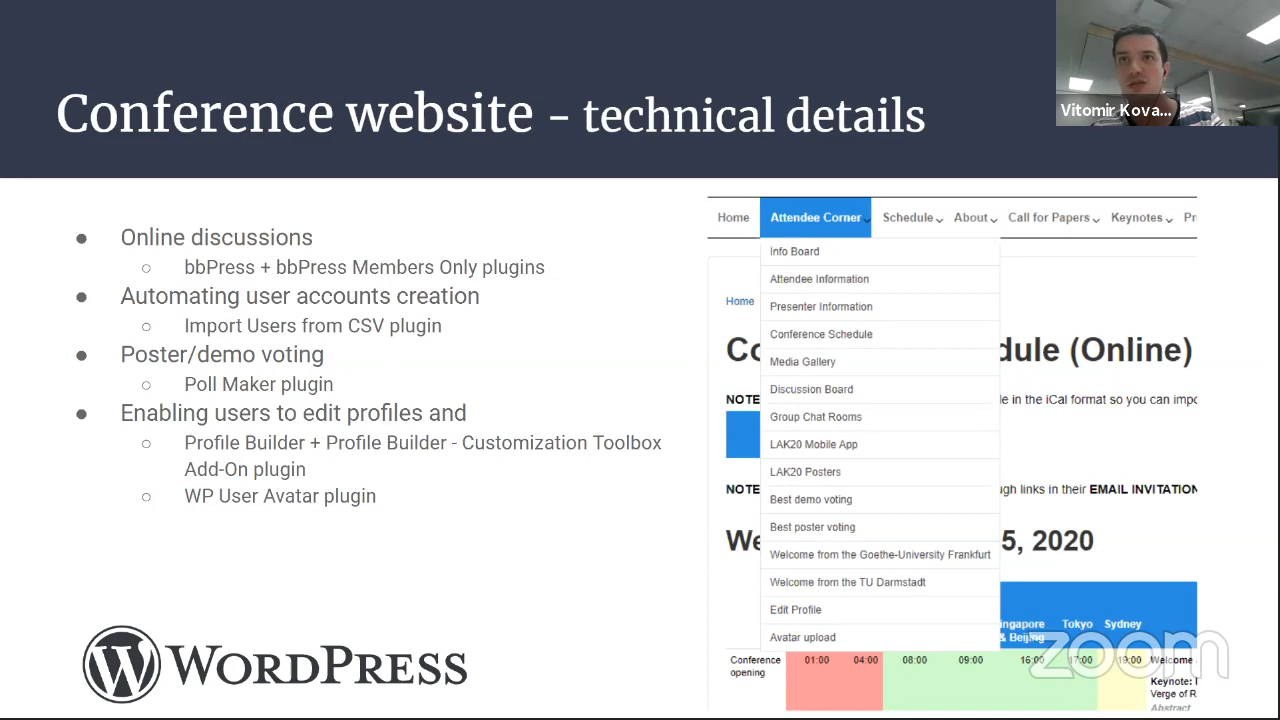 Conference website - technical details
Vitomir Kova...
● Online discussions
○ bbPress + bbPress Members Only plugins
● Automating user accounts creation
○ Import Users from CSV plugin
● Poster/demo voting
○ Poll Maker plugin
● Enabling users to edit profiles and
○ Profile Builder + Profile Builder - Customization Toolbox
Add-On plugin
○ WP User Avatar plugin
WORDPRESS
Home Attendee Corner Schedule About Call for Papers Keynotes Pr
Info Board
Attendee Information
Presenter Information
Conference Schedule
Media Gallery
Discussion Board
Group Chat Rooms
LAK20 Mobile App
LAK20 Posters
Best demo voting
Best poster voting
Welcome from the Goethe-University Frankfurt
Welcome from the TU Darmstadt
Edit Profile
Avatar upload
Home
Co dule (Online)
NOTE le in the iCal format so you can impo
NOTE gh links in their EMAIL INVITATION
We 5, 2020
ingapore Tokyo Sydney
& Beijing
zoom
Conference 01:00 04:00 08:00 09:00 16:00 17:00 19:00 Welcome
opening
Keynote:
Verge of R
Abstract